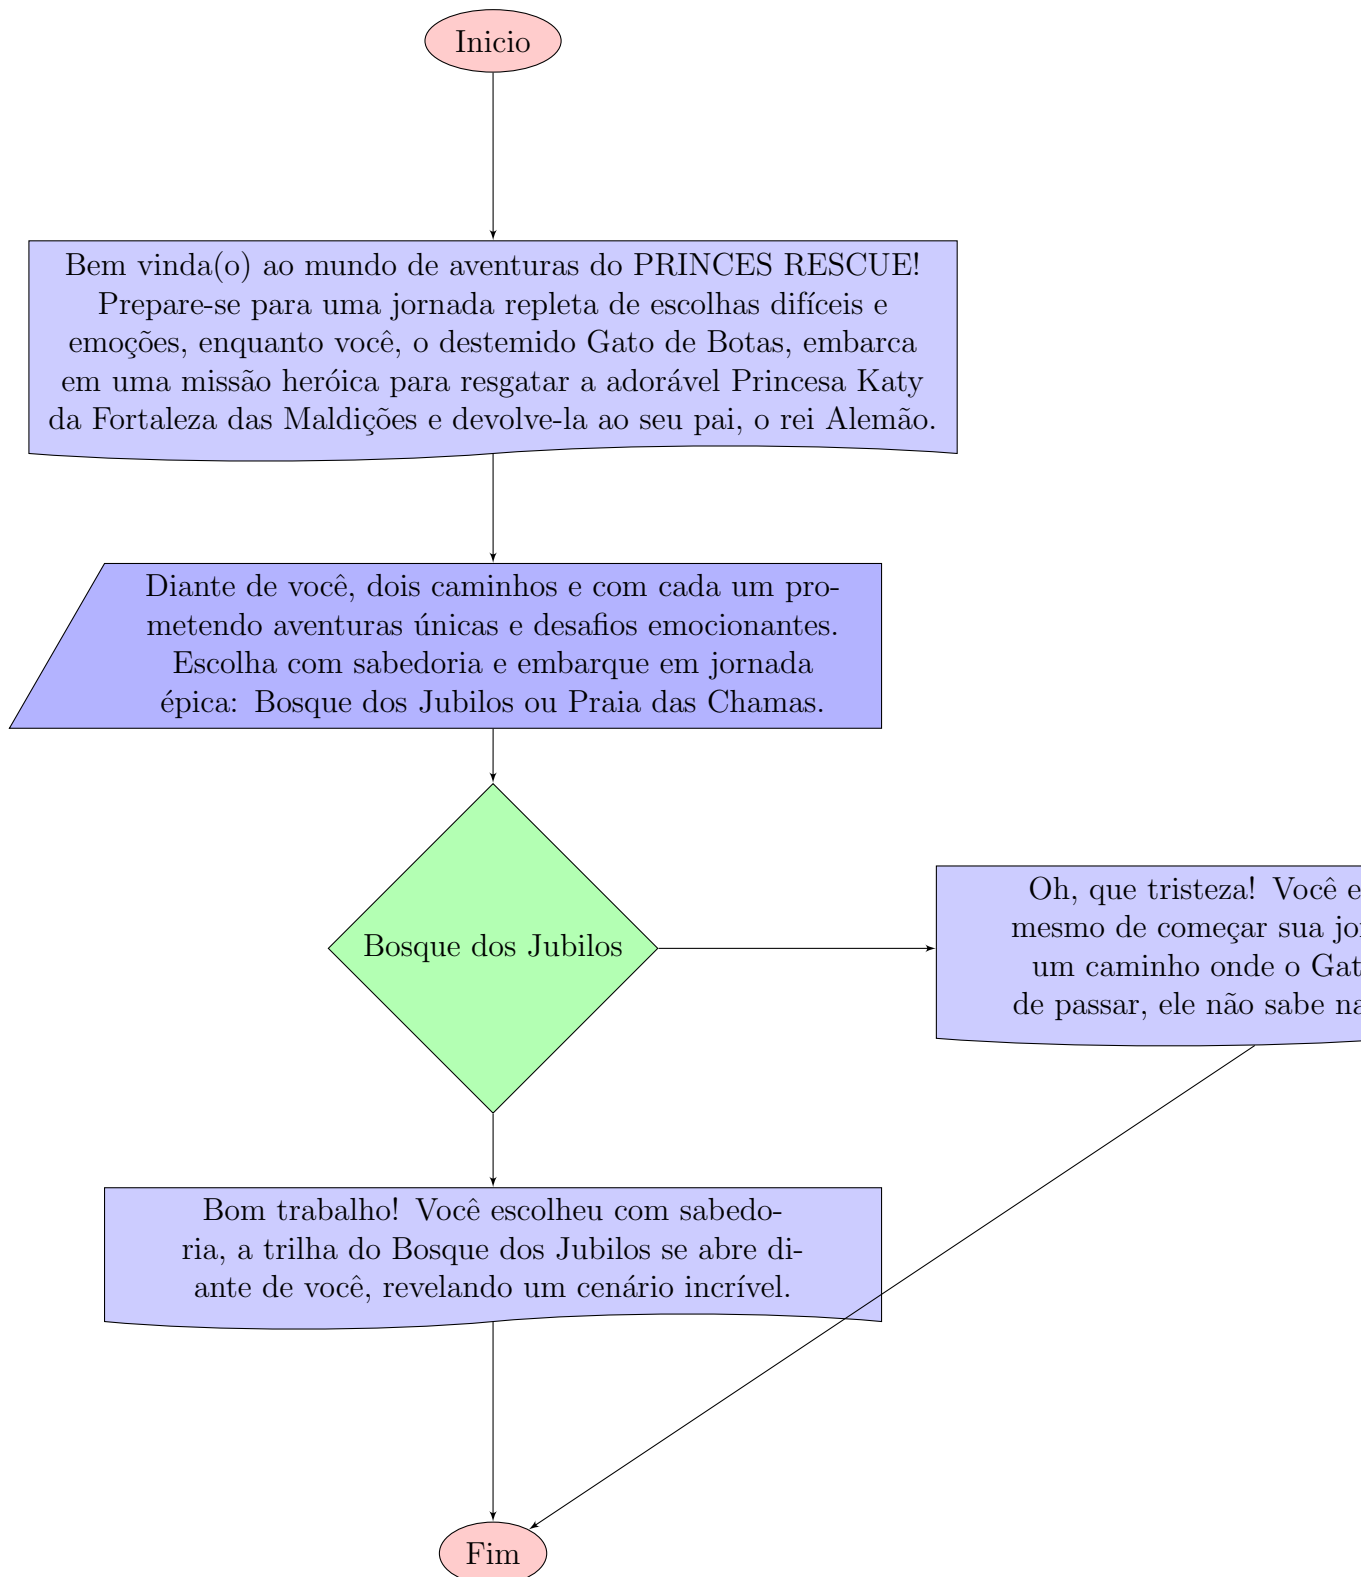 Inicio
Bem vinda(o) ao mundo de aventuras do PRINCES RESCUE!
Prepare-se para uma jornada repleta de escolhas difíceis e
emoções, enquanto você, o destemido Gato de Botas, embarca
em uma missão heróica para resgatar a adorável Princesa Katy
da Fortaleza das Maldições e devolve-la ao seu pai, o rei Alemão.
Diante de você, dois caminhos e com cada um pro-
metendo aventuras únicas e desafios emocionantes.
Escolha com sabedoria e embarque em jornada
épica: Bosque dos Jubilos ou Praia das Chamas.
Bosque dos Jubilos
Oh, que tristeza! Você
mesmo de começar sua
um caminho onde o
de passar, ele não sabe
Bom trabalho! Você escolheu com sabedo-
ria, a trilha do Bosque dos Jubilos se abre di-
ante de você, revelando um cenário incrível.
Fim